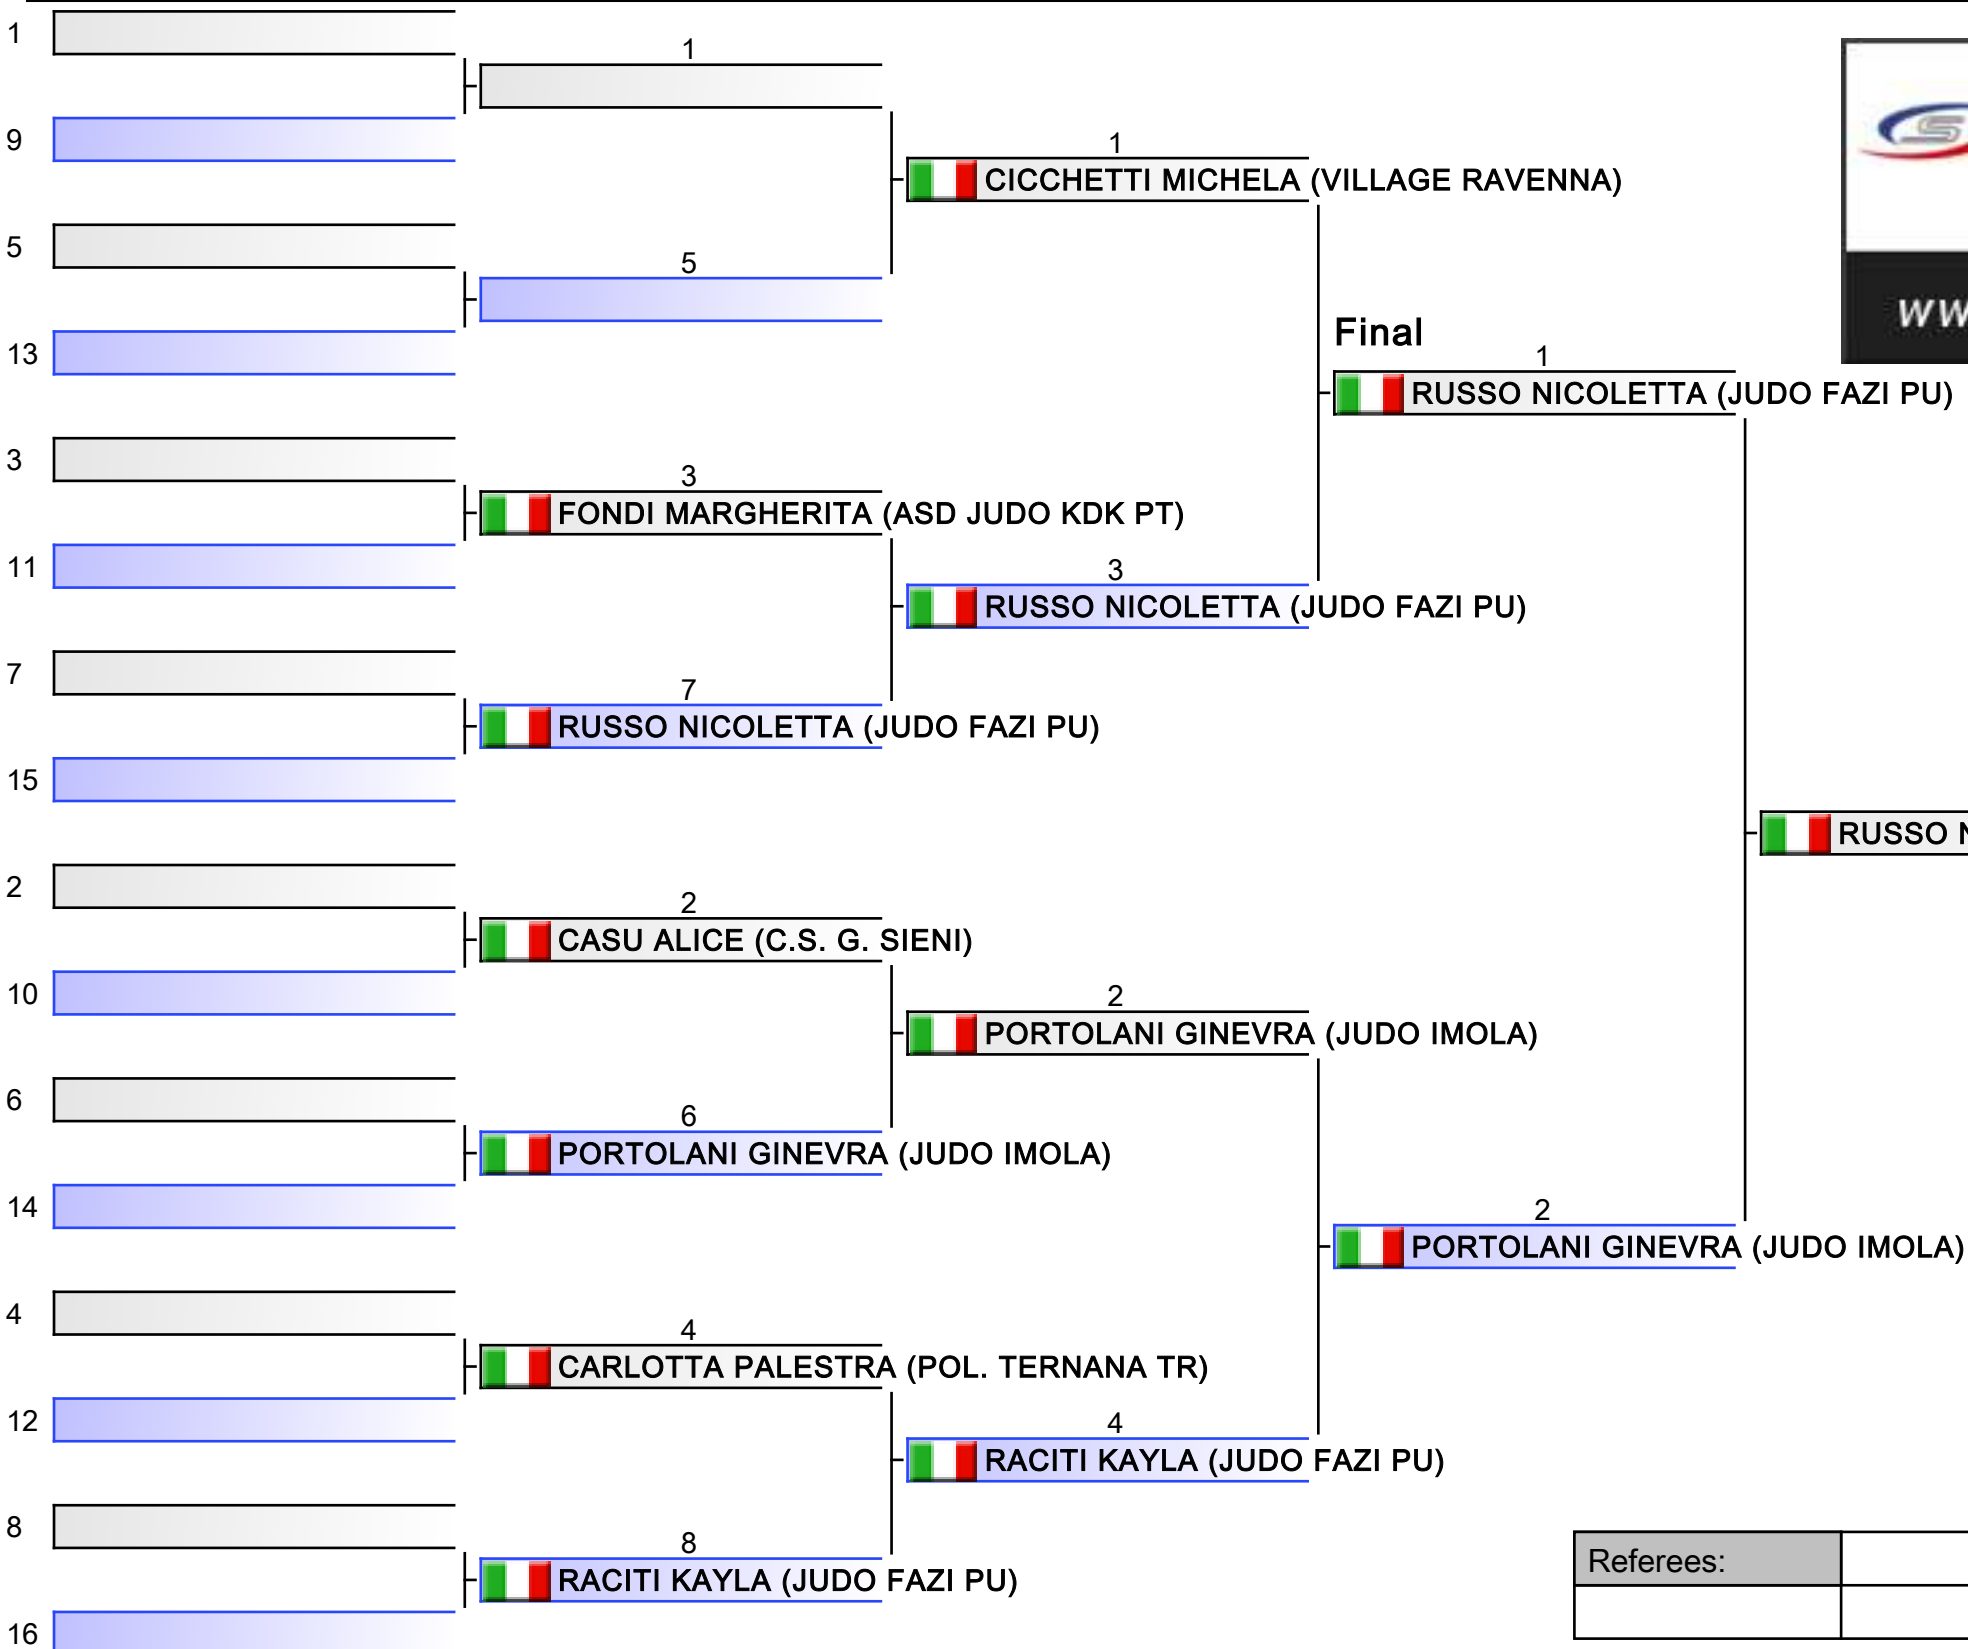 1
9
5
13
3
11
7
15
2
10
6
14
4
12
8
16
1
5
3
FONDI MARGHERITA (ASD JUDO KDK PT)
7
RUSSO NICOLETTA (JUDO FAZI PU)
2
CASU ALICE (C.S. G. SIENI)
6
PORTOLANI GINEVRA (JUDO IMOLA)
4
CARLOTTA PALESTRA (POL. TERNANA TR)
8
RACITI KAYLA (JUDO FAZI PU)
1
CICCHETTI MICHELA (VILLAGE RAVENNA)
3
RUSSO NICOLETTA (JUDO FAZI PU)
2
PORTOLANI GINEVRA (JUDO IMOLA)
4
RACITI KAYLA (JUDO FAZI PU)
Final
1
RUSSO NICOLETTA (JUDO FAZI PU)
2
PORTOLANI GINEVRA (JUDO IMOLA)
RUSSO
S
Referees: